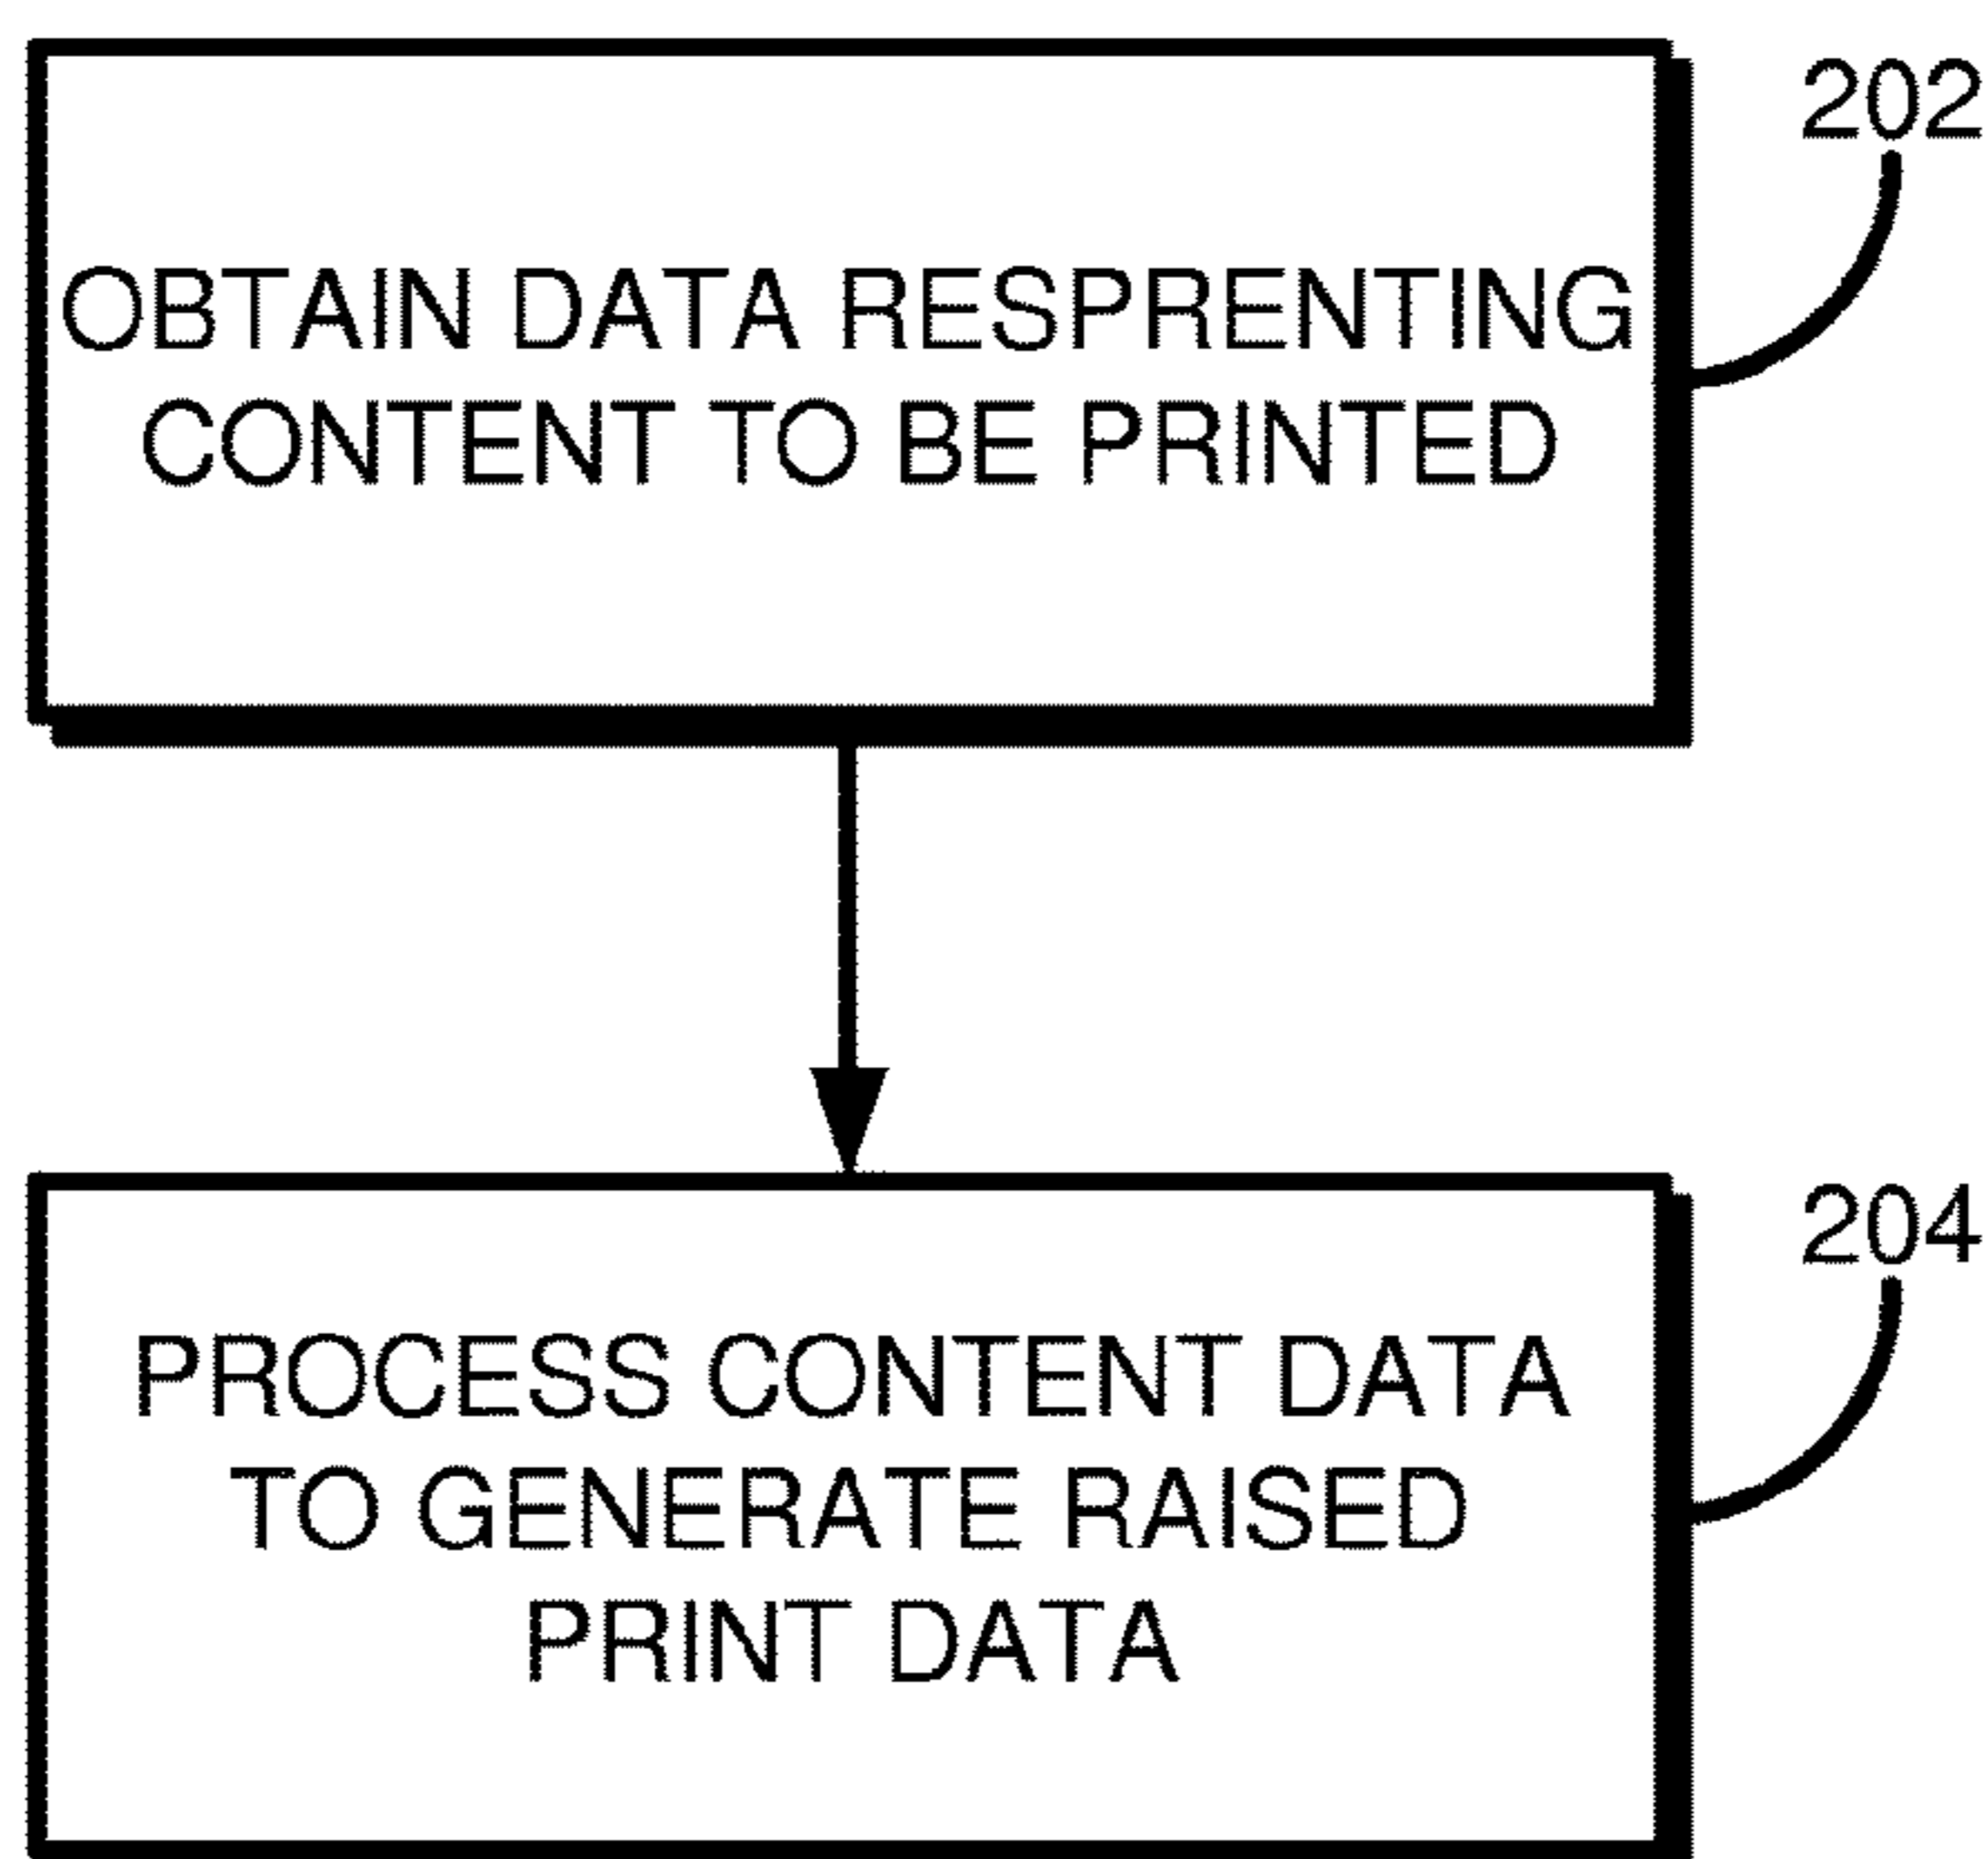 202
OBTAIN DATA RESPRENTING
CONTENT TO BE PRINTED
204
PROCESS CONTENT DATA
TO GENERATE RAISED
PRINT DATA